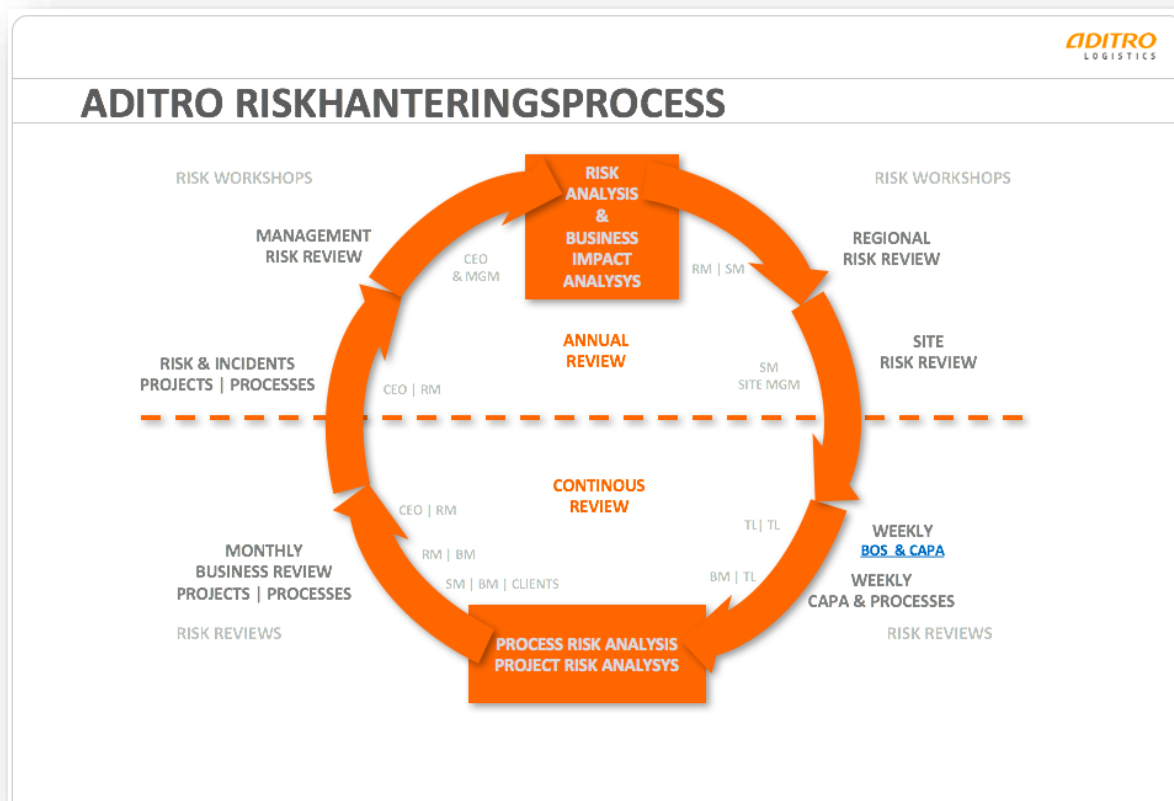 ADITRO
LOGISTICS
ADITRO RISKHANTERINGSPROCESS
RISK WORKSHOPS
RISK
ANALYSIS
&
BUSINESS
IMPACT
ANALYSYS
RISK WORKSHOPS
MANAGEMENT
RISK REVIEW
CEO
& MGM
RM | SM
REGIONAL
RISK REVIEW
ANNUAL
REVIEW
RISK & INCIDENTS
PROJECTS | PROCESSES
CEO | RM
SM
SITE MGM
SITE
RISK REVIEW
CONTINOUS
REVIEW
CEO | RM
RM | BM
SM | BM | CLIENTS
MONTHLY
BUSINESS REVIEW
PROJECTS | PROCESSES
RISK REVIEWS
TL| TL
BM | TL
WEEKLY
BOS & CAPA
WEEKLY
CAPA & PROCESSES
RISK REVIEWS
PROCESS RISK ANALYSIS
PROJECT RISK ANALYSYS